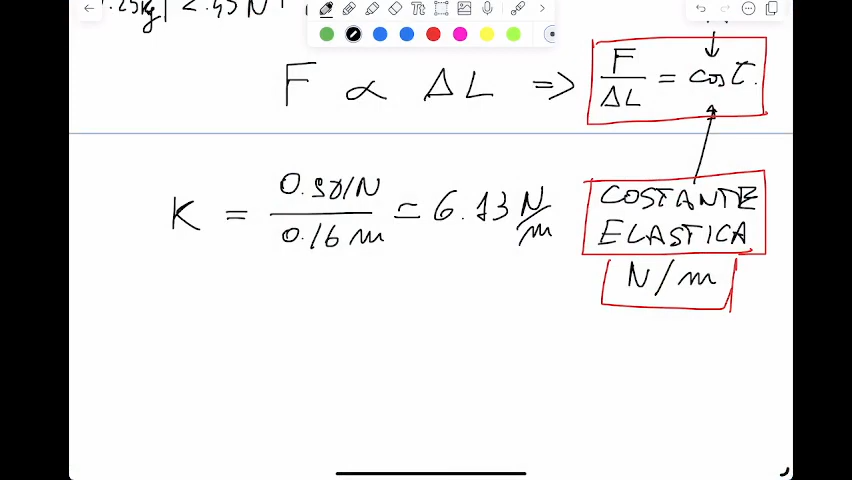 F ∝ ΔL ⇒ F/ΔL = cosT.
K = 0.981N / 0.16 m ≃ 6.13 N/m
COSTANTE
ELASTICA
N/m